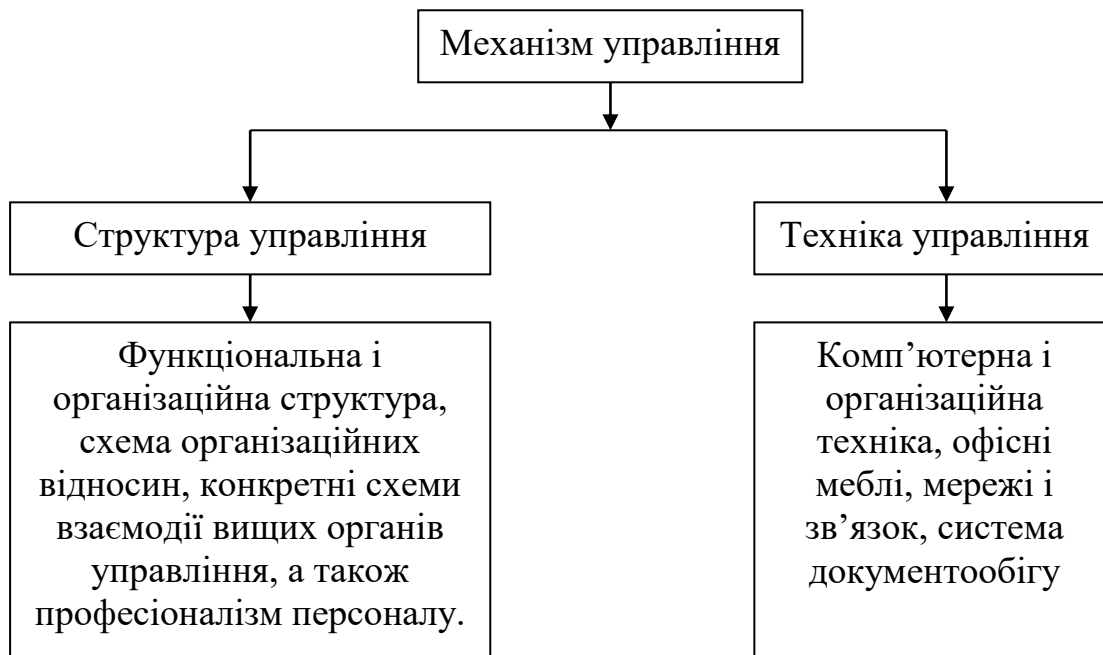 Механізм управління
Структура управління
Техніка управління
Функціональна і
організаційна структура,
схема організаційних
відносин, конкретні схеми
взаємодії вищих органів
управління, а також
професіоналізм персоналу.
Комп’ютерна і
організаційна
техніка, офісні
меблі, мережі і
зв’язок, система
документообігу